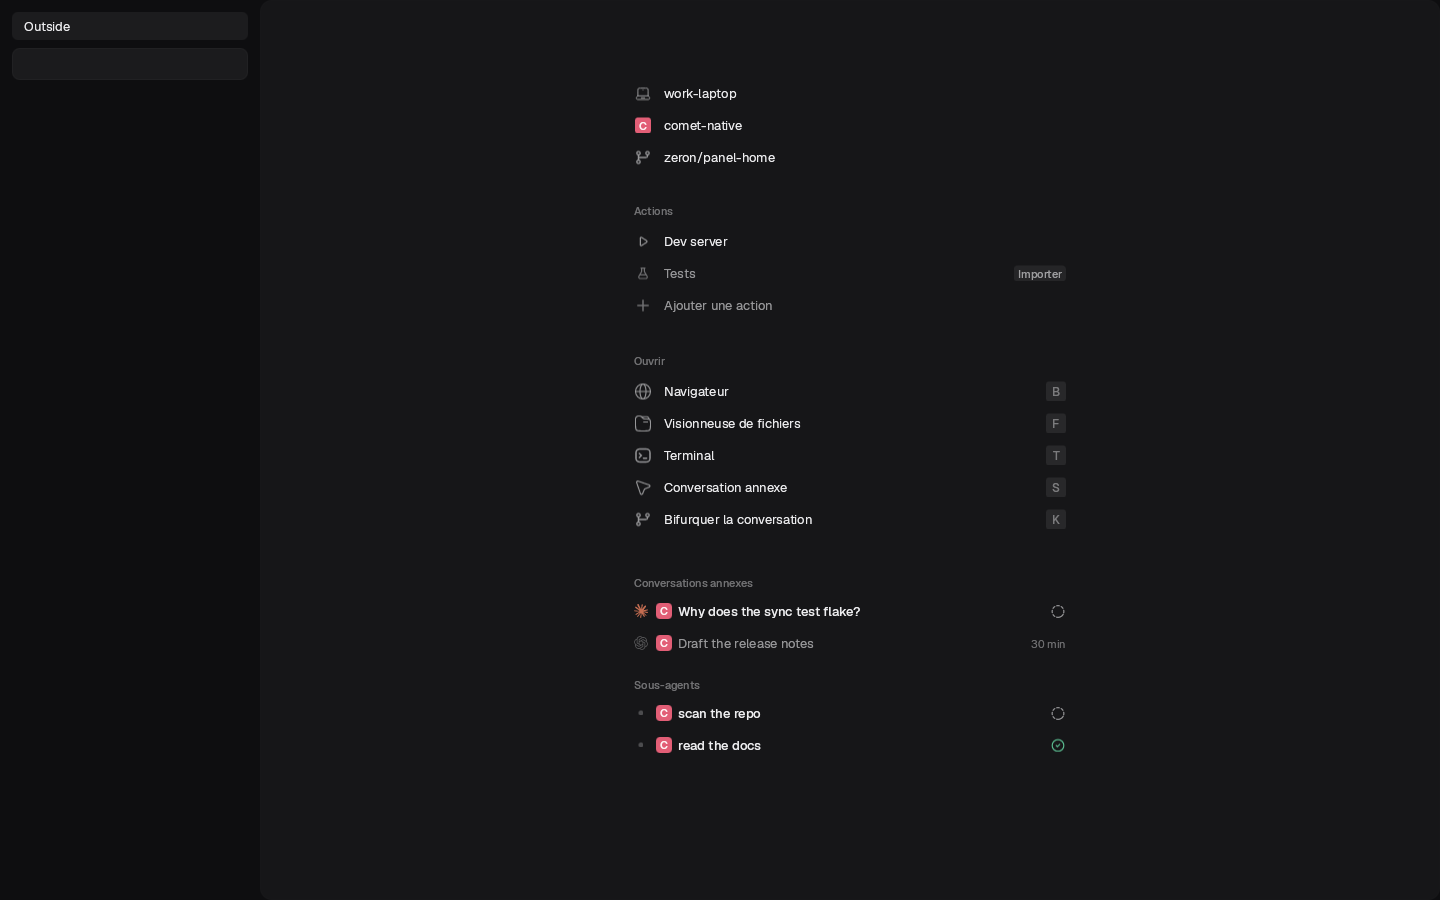 Outside
work-laptop
C comet-native
zeron/panel-home
Actions
Dev server
Tests Importer
Ajouter une action
Ouvrir
Navigateur B
Visionneuse de fichiers F
Terminal T
Conversation annexe S
Bifurquer la conversation K
Conversations annexes
C Why does the sync test flake?
C Draft the release notes 30 min
Sous-agents
C scan the repo
C read the docs